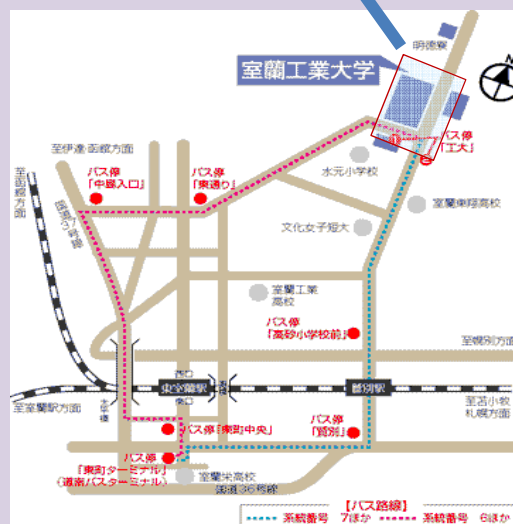 明徳寮
室蘭工業大学
N
バス停
「工大」
至伊達・函館方面
バス停
「中島入口」
バス停
「東通り」
水元小学校
至函館方面
国道37号線
文化女子短大
室蘭東翔高校
室蘭工業
高校
バス停
「高砂小学校前」
至幌別方面
西口
東室蘭駅
東口
鷲別駅
至室蘭駅方面
至苫小牧
札幌方面
バス停「東町中央」
バス停
「鷲別」
バス停
「東町ターミナル」
(道南バスターミナル)
室蘭栄高校
国道36号線
【バス路線】
系統番号 7ほか
系統番号 6ほか